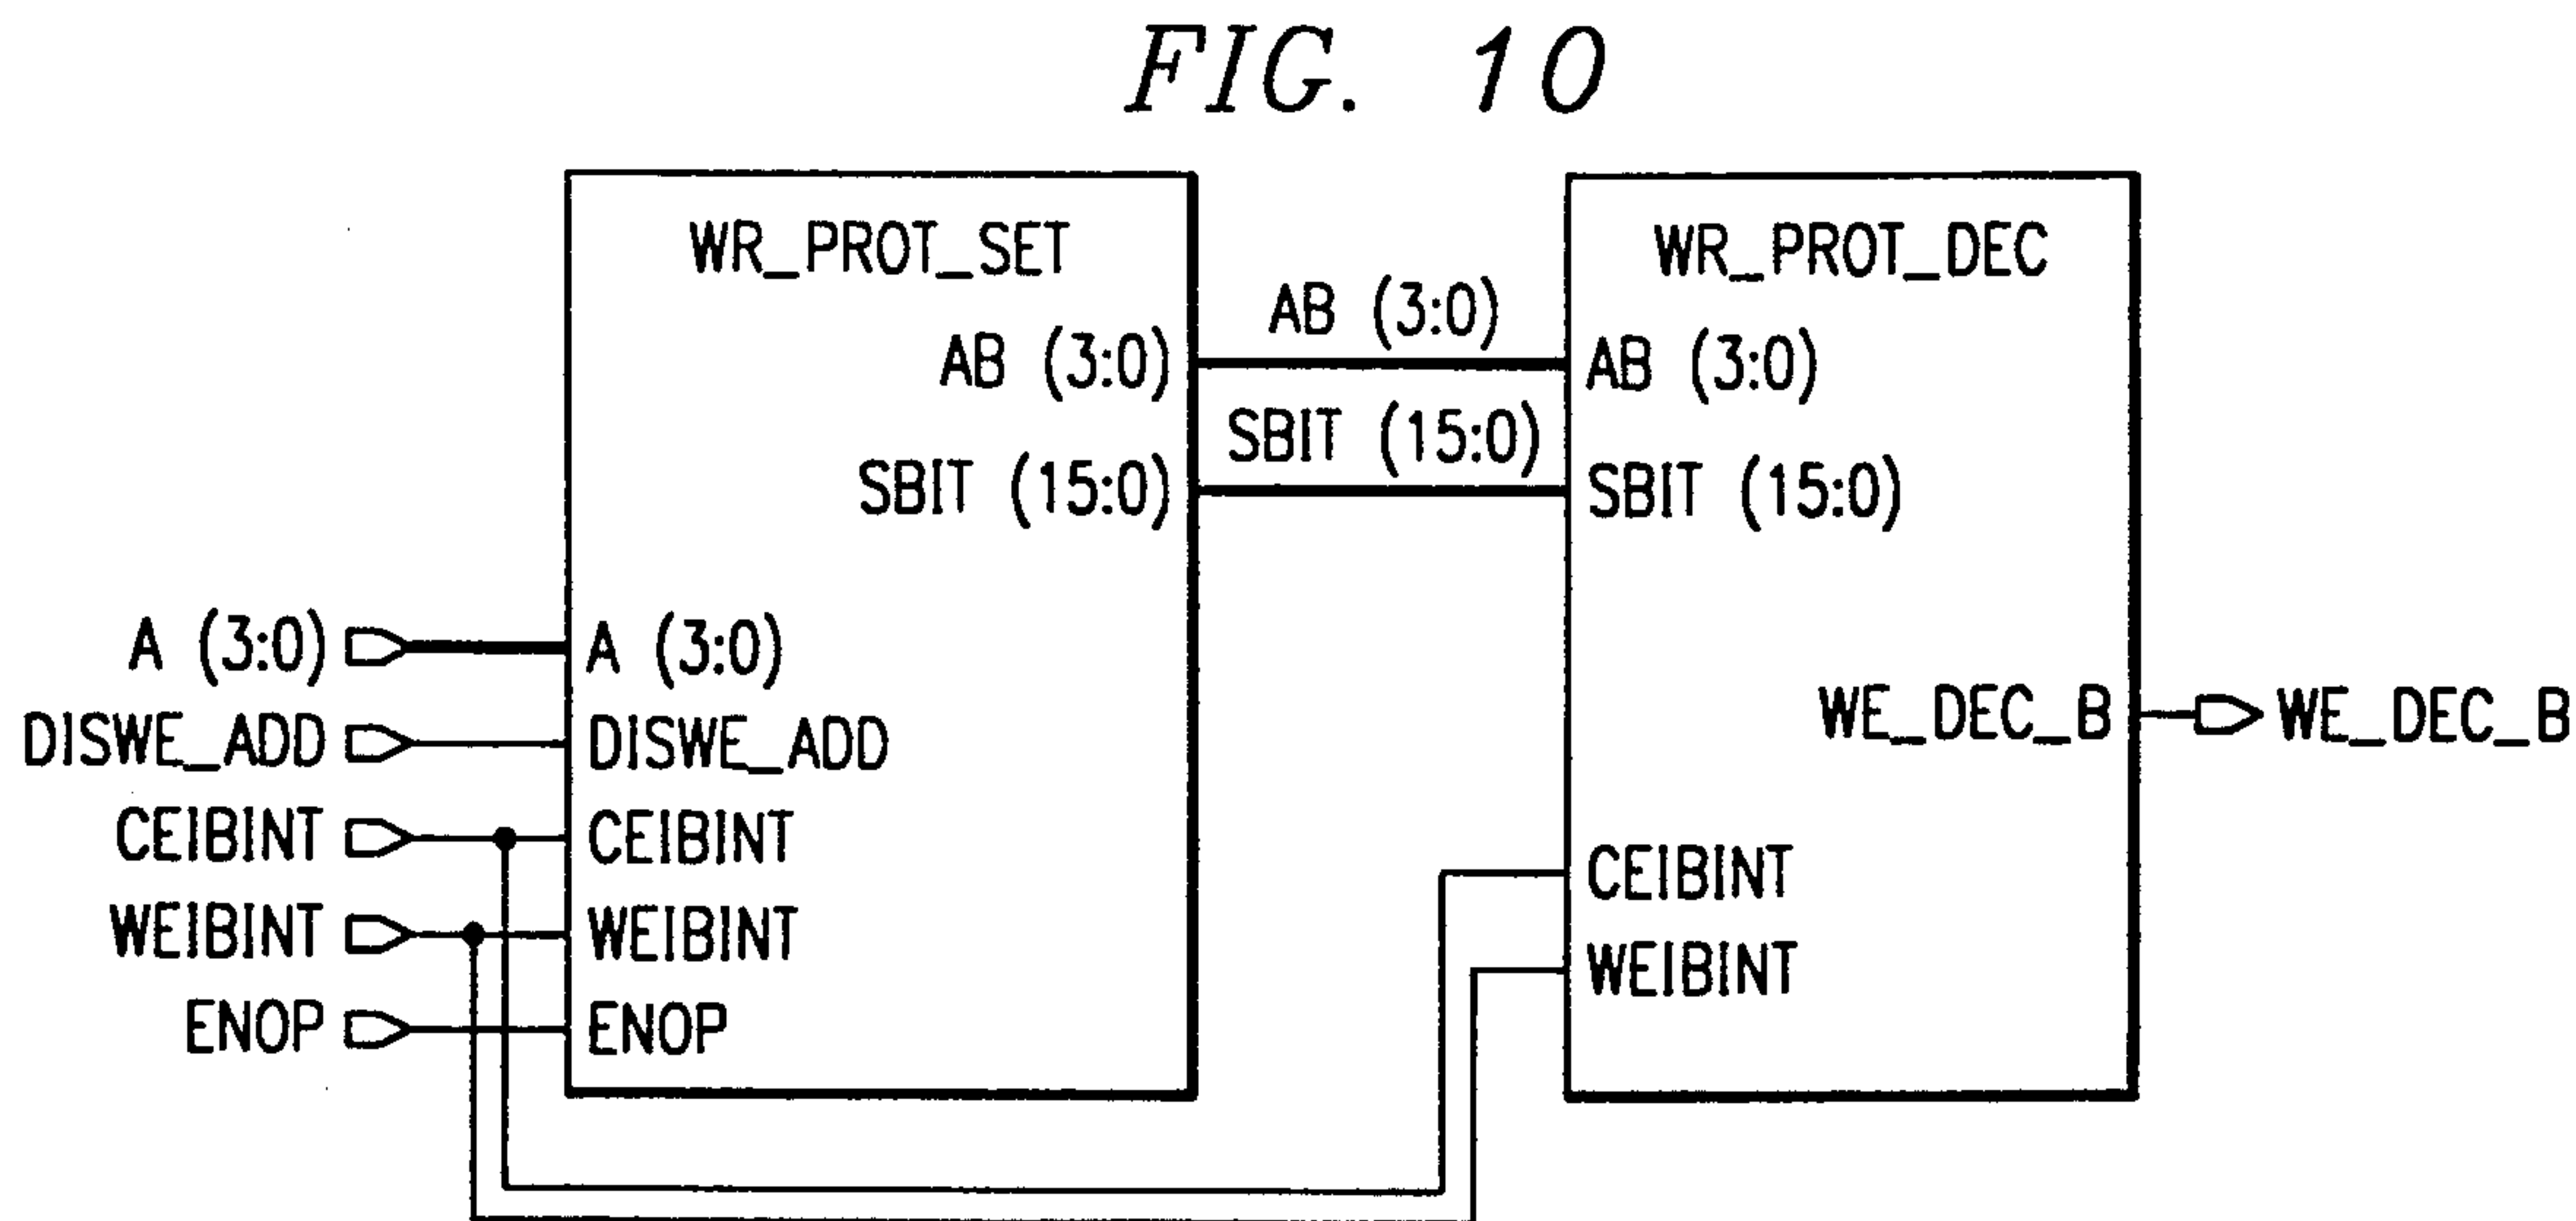 FIG. 10
WR_PROT_SET
AB (3:0)
SBIT (15:0)
A (3:0)
DISWE_ADD
CEIBINT
WEIBINT
ENOP
A (3:0)
DISWE_ADD
CEIBINT
WEIBINT
ENOP
AB (3:0)
SBIT (15:0)
WR_PROT_DEC
AB (3:0)
SBIT (15:0)
WE_DEC_B
CEIBINT
WEIBINT
WE_DEC_B